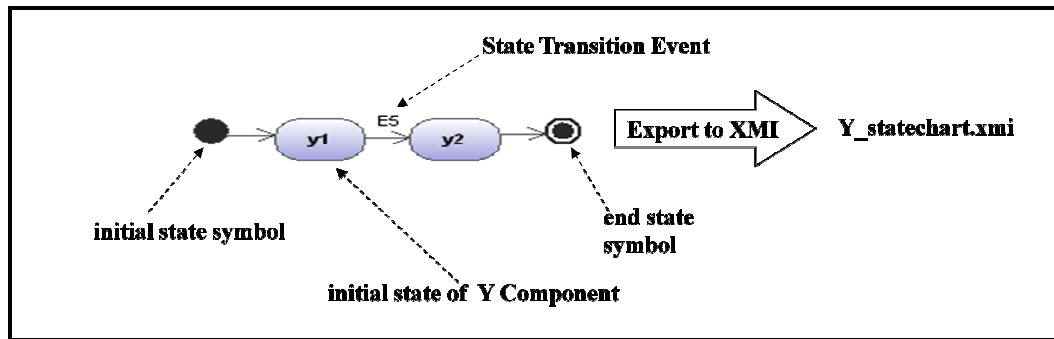 State Transition Event
E5
y1
y2
Export to XMI
Y_statechart.xmi
initial state symbol
end state
symbol
initial state of Y Component